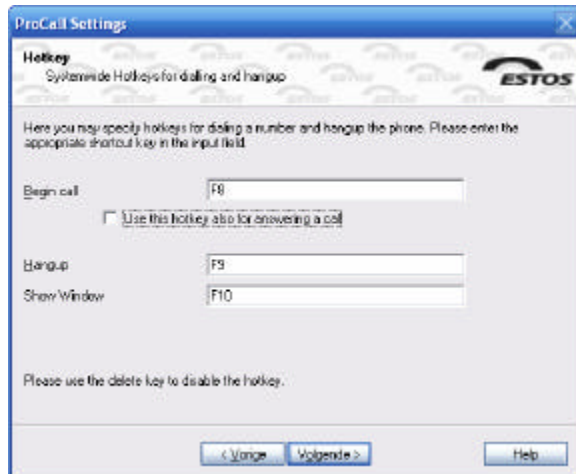 ProCall Settings
Hotkey
Systemwide Hotkeys for dialling and hangup
ESTOS
Here you may specify hotkeys for dialing a number and hangup the phone. Please enter the
appropriate shortcut key in the input field.
Begin call
F8
Use this hotkey also for answering a call
Hangup
F9
Show Window
F10
Please use the delete key to disable the hotkey.
< Vorige
Volgende >
Help